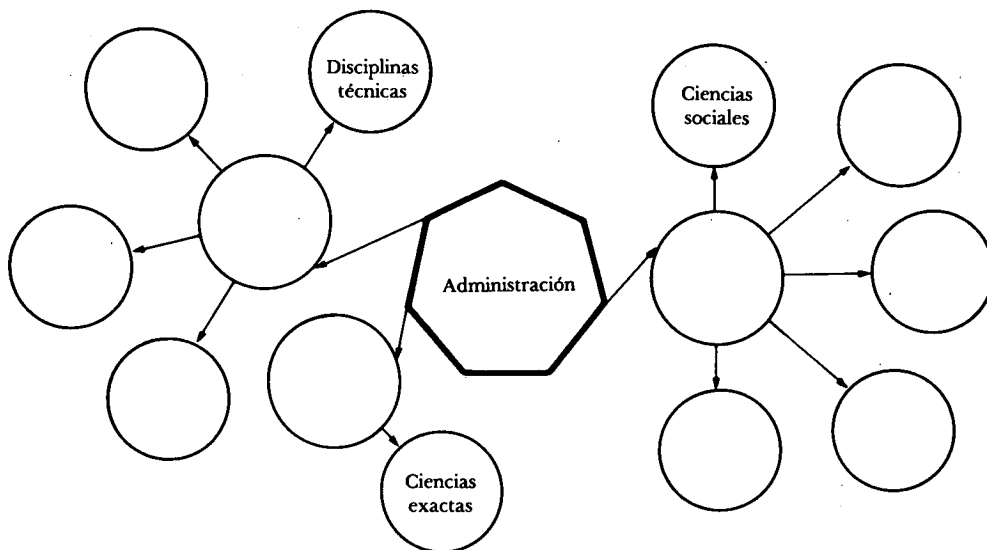 Disciplinas
técnicas
Ciencias
sociales
Administración
Ciencias
exactas